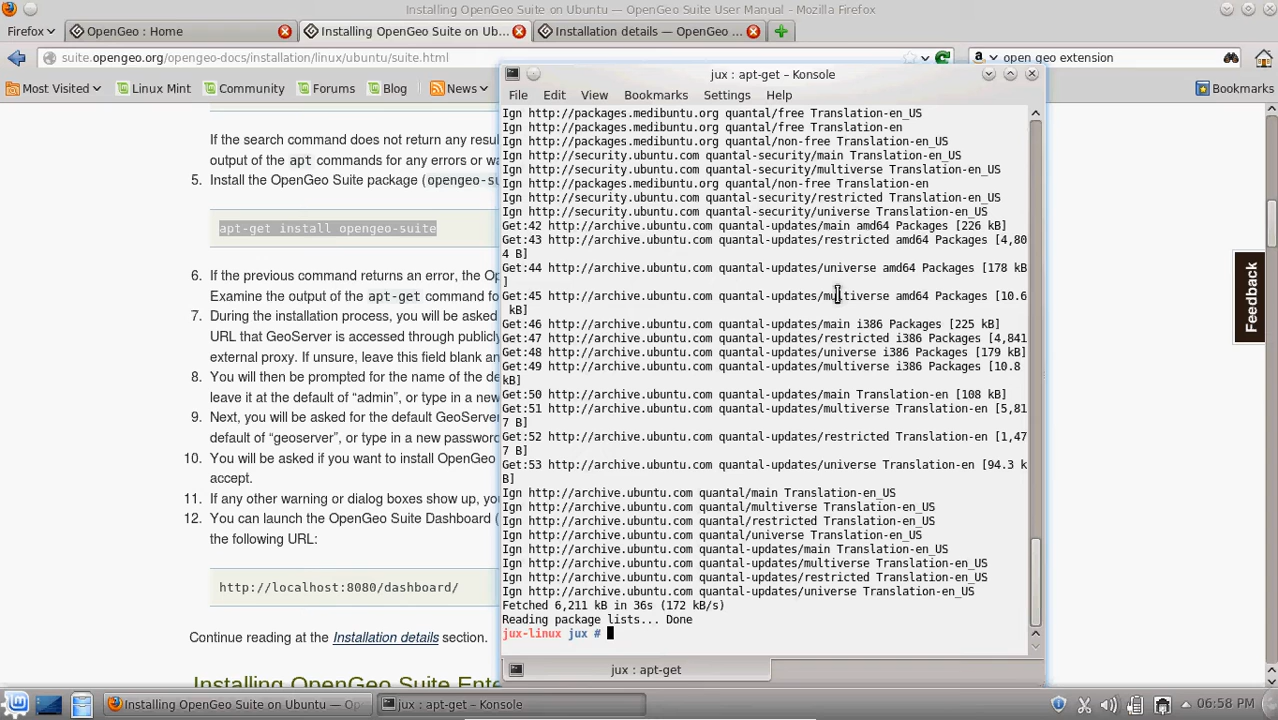 Installing OpenGeo Suite on Ubuntu — OpenGeo Suite User Manual - Mozilla Firefox
Firefox
OpenGeo : Home
Installing OpenGeo Suite on Ub...
Installation details — OpenGeo ...
suite.opengeo.org/opengeo-docs/installation/linux/ubuntu/suite.html
open geo extension
Most Visited
Linux Mint
Community
Forums
Blog
News
Bookmarks
If the search command does not return any resul
output of the apt commands for any errors or wa
5. Install the OpenGeo Suite package (opengeo-su
apt-get install opengeo-suite
6. If the previous command returns an error, the Op
Examine the output of the apt-get command fo
7. During the installation process, you will be asked
URL that GeoServer is accessed through publicly
external proxy. If unsure, leave this field blank an
8. You will then be prompted for the name of the de
leave it at the default of “admin”, or type in a new
9. Next, you will be asked for the default GeoServer
default of “geoserver”, or type in a new password
10. You will be asked if you want to install OpenGeo
accept.
11. If any other warning or dialog boxes show up, you
12. You can launch the OpenGeo Suite Dashboard (
the following URL:
http://localhost:8080/dashboard/
Continue reading at the Installation details section.
Installing OpenGeo Suite Ente
Feedback
jux : apt-get – Konsole
File Edit View Bookmarks Settings Help
Ign http://packages.medibuntu.org quantal/free Translation-en_US
Ign http://packages.medibuntu.org quantal/free Translation-en
Ign http://packages.medibuntu.org quantal/non-free Translation-en_US
Ign http://security.ubuntu.com quantal-security/main Translation-en_US
Ign http://security.ubuntu.com quantal-security/multiverse Translation-en_US
Ign http://packages.medibuntu.org quantal/non-free Translation-en
Ign http://security.ubuntu.com quantal-security/restricted Translation-en_US
Ign http://security.ubuntu.com quantal-security/universe Translation-en_US
Get:42 http://archive.ubuntu.com quantal-updates/main amd64 Packages [226 kB]
Get:43 http://archive.ubuntu.com quantal-updates/restricted amd64 Packages [4,80
4 B]
Get:44 http://archive.ubuntu.com quantal-updates/universe amd64 Packages [178 kB
]
Get:45 http://archive.ubuntu.com quantal-updates/multiverse amd64 Packages [10.6
kB]
Get:46 http://archive.ubuntu.com quantal-updates/main i386 Packages [225 kB]
Get:47 http://archive.ubuntu.com quantal-updates/restricted i386 Packages [4,841
Get:48 http://archive.ubuntu.com quantal-updates/universe i386 Packages [179 kB]
Get:49 http://archive.ubuntu.com quantal-updates/multiverse i386 Packages [10.8
kB]
Get:50 http://archive.ubuntu.com quantal-updates/main Translation-en [108 kB]
Get:51 http://archive.ubuntu.com quantal-updates/multiverse Translation-en [5,81
7 B]
Get:52 http://archive.ubuntu.com quantal-updates/restricted Translation-en [1,47
7 B]
Get:53 http://archive.ubuntu.com quantal-updates/universe Translation-en [94.3 k
B]
Ign http://archive.ubuntu.com quantal/main Translation-en_US
Ign http://archive.ubuntu.com quantal/multiverse Translation-en_US
Ign http://archive.ubuntu.com quantal/restricted Translation-en_US
Ign http://archive.ubuntu.com quantal/universe Translation-en_US
Ign http://archive.ubuntu.com quantal-updates/main Translation-en_US
Ign http://archive.ubuntu.com quantal-updates/multiverse Translation-en_US
Ign http://archive.ubuntu.com quantal-updates/restricted Translation-en_US
Ign http://archive.ubuntu.com quantal-updates/universe Translation-en_US
Fetched 6,211 kB in 36s (172 kB/s)
Reading package lists... Done
jux-linux jux #
jux : apt-get
Installing OpenGeo Suite on Ubuntu — Op
jux : apt-get – Konsole
06:58 PM